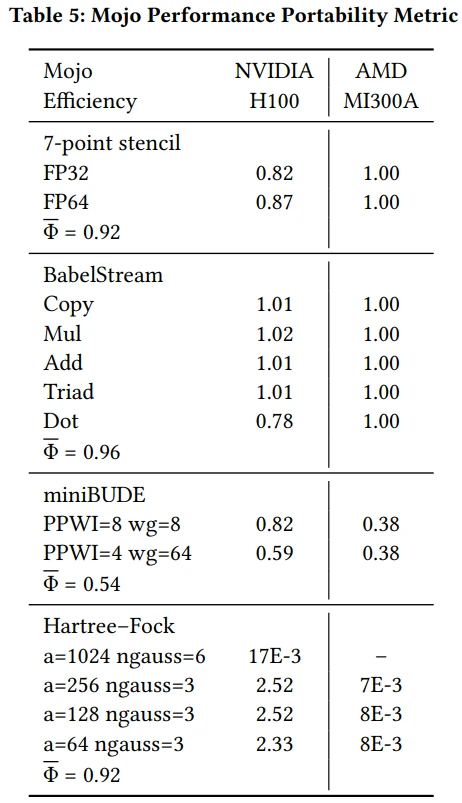 Table 5: Mojo Performance Portability Metric
Mojo NVIDIA AMD
Efficiency H100 MI300A
7-point stencil
FP32 0.82 1.00
FP64 0.87 1.00
Φ̅ = 0.92
BabelStream
Copy 1.01 1.00
Mul 1.02 1.00
Add 1.01 1.00
Triad 1.01 1.00
Dot 0.78 1.00
Φ̅ = 0.96
miniBUDE
PPWI=8 wg=8 0.82 0.38
PPWI=4 wg=64 0.59 0.38
Φ̅ = 0.54
Hartree–Fock
a=1024 ngauss=6 17E-3 –
a=256 ngauss=3 2.52 7E-3
a=128 ngauss=3 2.52 8E-3
a=64 ngauss=3 2.33 8E-3
Φ̅ = 0.92